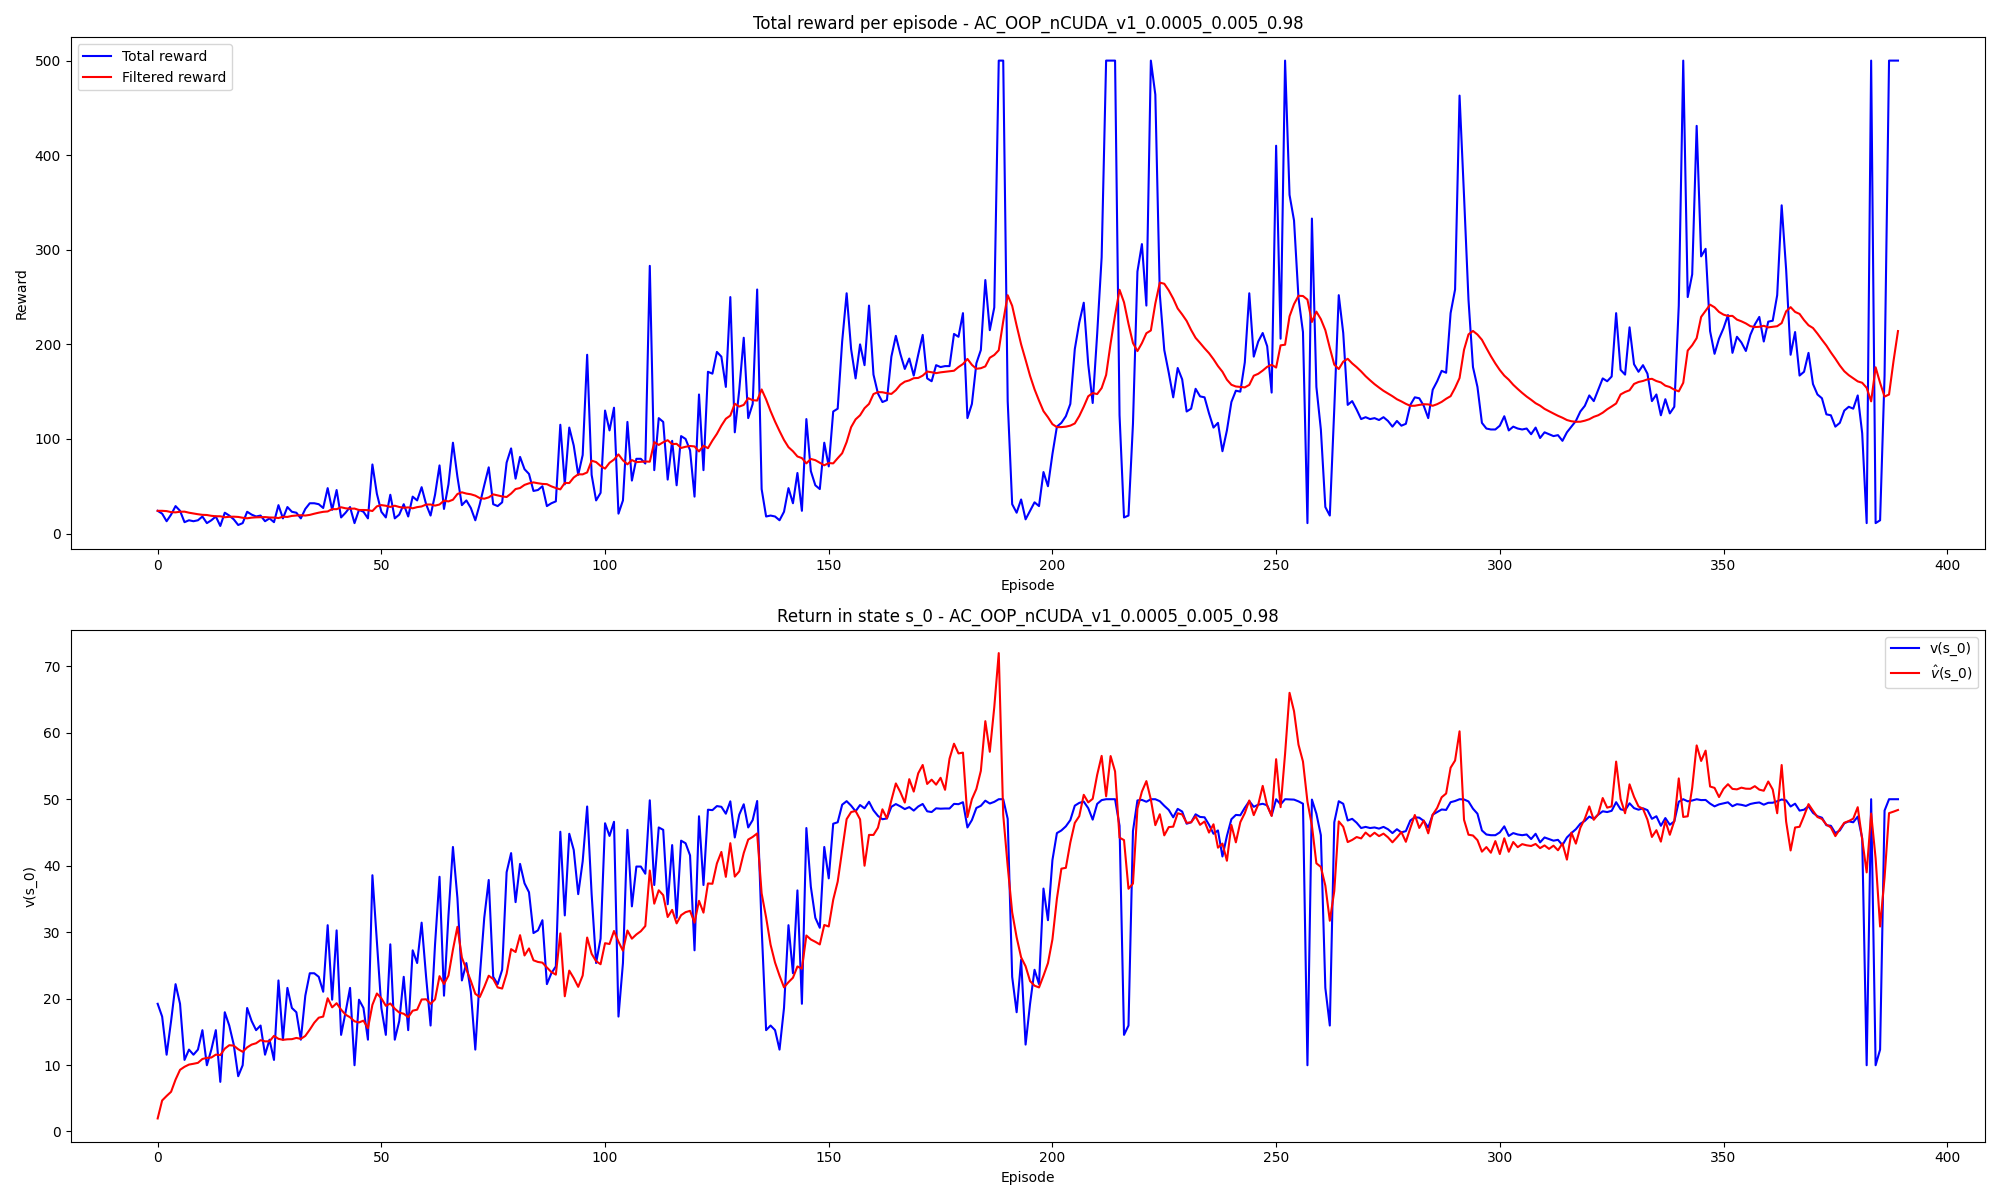 Total reward per episode - AC_OOP_nCUDA_v1_0.0005_0.005_0.98
Total reward
Filtered reward
500
400
300
200
100
0
Reward
0 50 100 150 200 250 300 350 400
Episode
Return in state s_0 - AC_OOP_nCUDA_v1_0.0005_0.005_0.98
v(s_0)
v̂(s_0)
70
60
50
40
30
20
10
0
v(s_0)
0 50 100 150 200 250 300 350 400
Episode